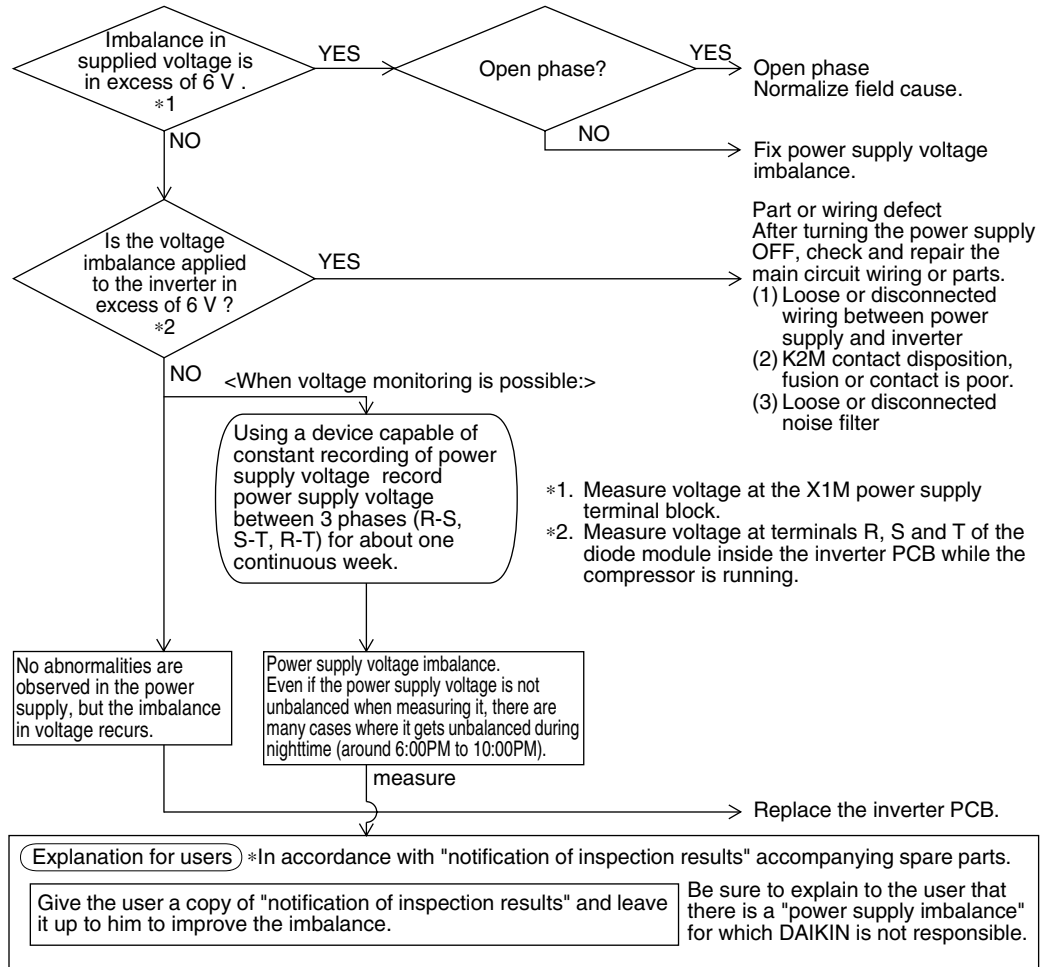 Imbalance in
supplied voltage is
in excess of 6 V .
*1
YES
Open phase?
YES
Open phase
Normalize field cause.
NO
NO
Fix power supply voltage
imbalance.
Is the voltage
imbalance applied
to the inverter in
excess of 6 V ?
*2
YES
Part or wiring defect
After turning the power supply
OFF, check and repair the
main circuit wiring or parts.
(1) Loose or disconnected
wiring between power
supply and inverter
(2) K2M contact disposition,
fusion or contact is poor.
(3) Loose or disconnected
noise filter
NO
<When voltage monitoring is possible:>
Using a device capable of
constant recording of power
supply voltage record
power supply voltage
between 3 phases (R-S,
S-T, R-T) for about one
continuous week.
*1. Measure voltage at the X1M power supply
terminal block.
*2. Measure voltage at terminals R, S and T of the
diode module inside the inverter PCB while the
compressor is running.
No abnormalities are
observed in the power
supply, but the imbalance
in voltage recurs.
Power supply voltage imbalance.
Even if the power supply voltage is not
unbalanced when measuring it, there are
many cases where it gets unbalanced during
nighttime (around 6:00PM to 10:00PM).
measure
Replace the inverter PCB.
Explanation for users *In accordance with "notification of inspection results" accompanying spare parts.
Give the user a copy of "notification of inspection results" and leave
it up to him to improve the imbalance.
Be sure to explain to the user that
there is a "power supply imbalance"
for which DAIKIN is not responsible.